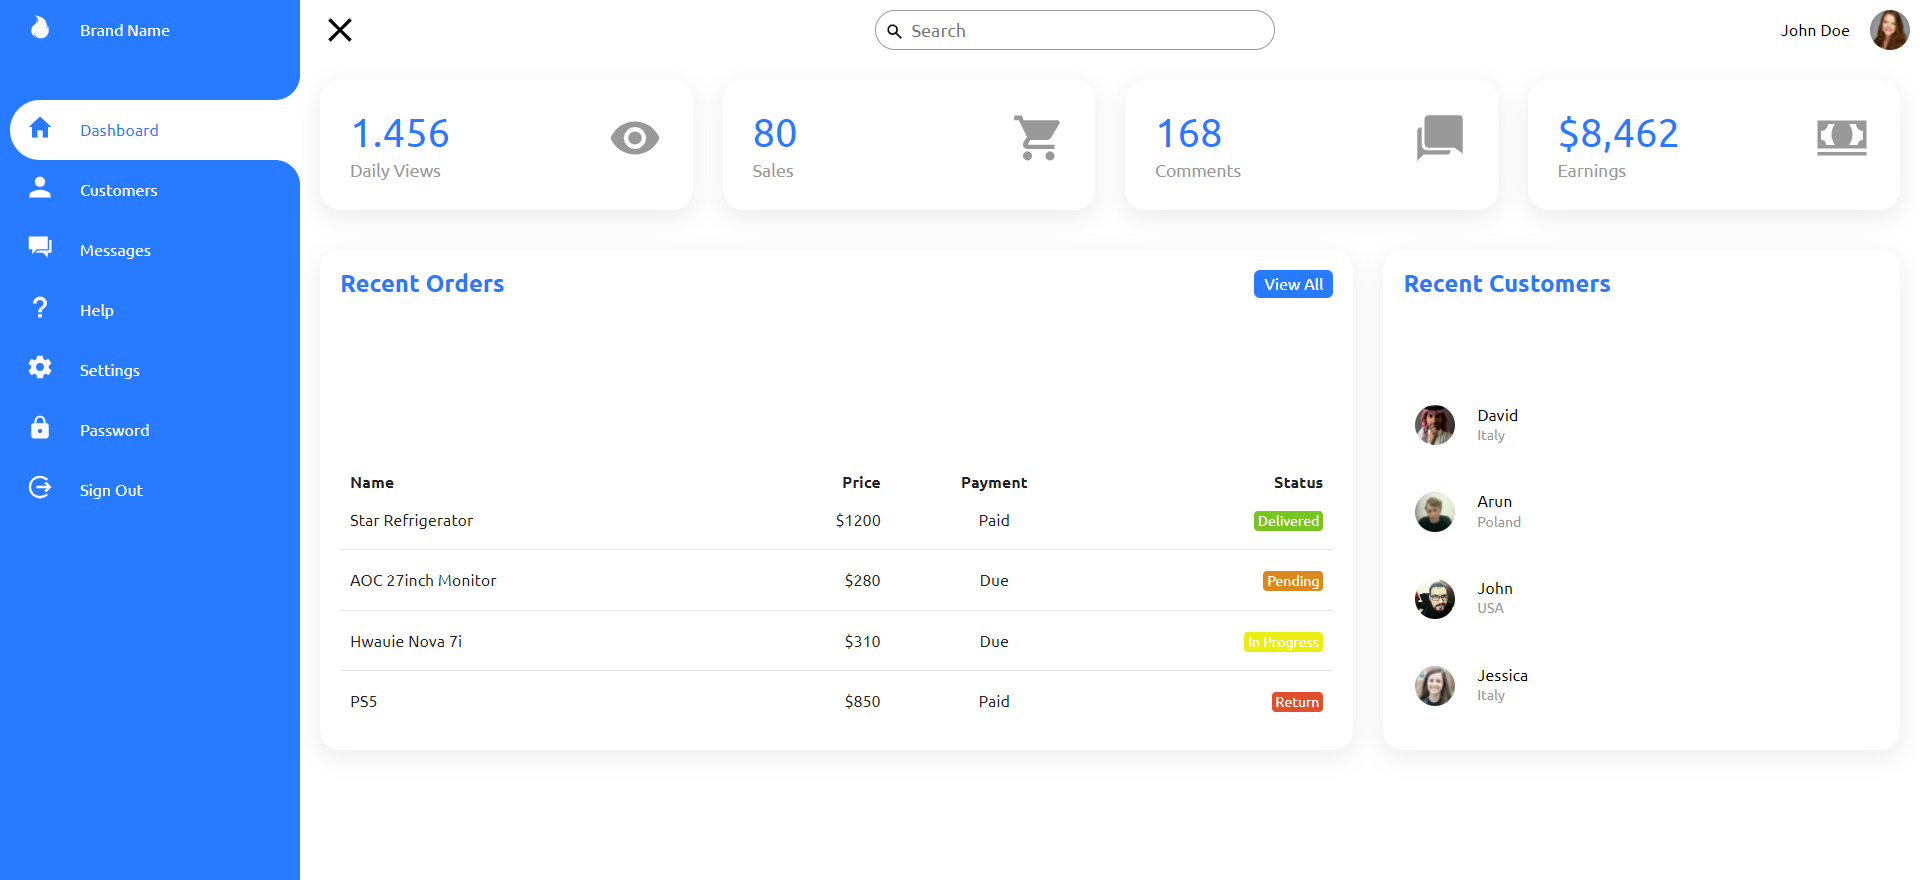 Brand Name
Search
John Doe
Dashboard
Customers
Messages
Help
Settings
Password
Sign Out
1.456
Daily Views
80
Sales
168
Comments
$8,462
Earnings
Recent Orders
View All
Name Price Payment Status
Star Refrigerator $1200 Paid Delivered
AOC 27inch Monitor $280 Due Pending
Hwauie Nova 7i $310 Due In Progress
PS5 $850 Paid Return
Recent Customers
David
Italy
Arun
Poland
John
USA
Jessica
Italy